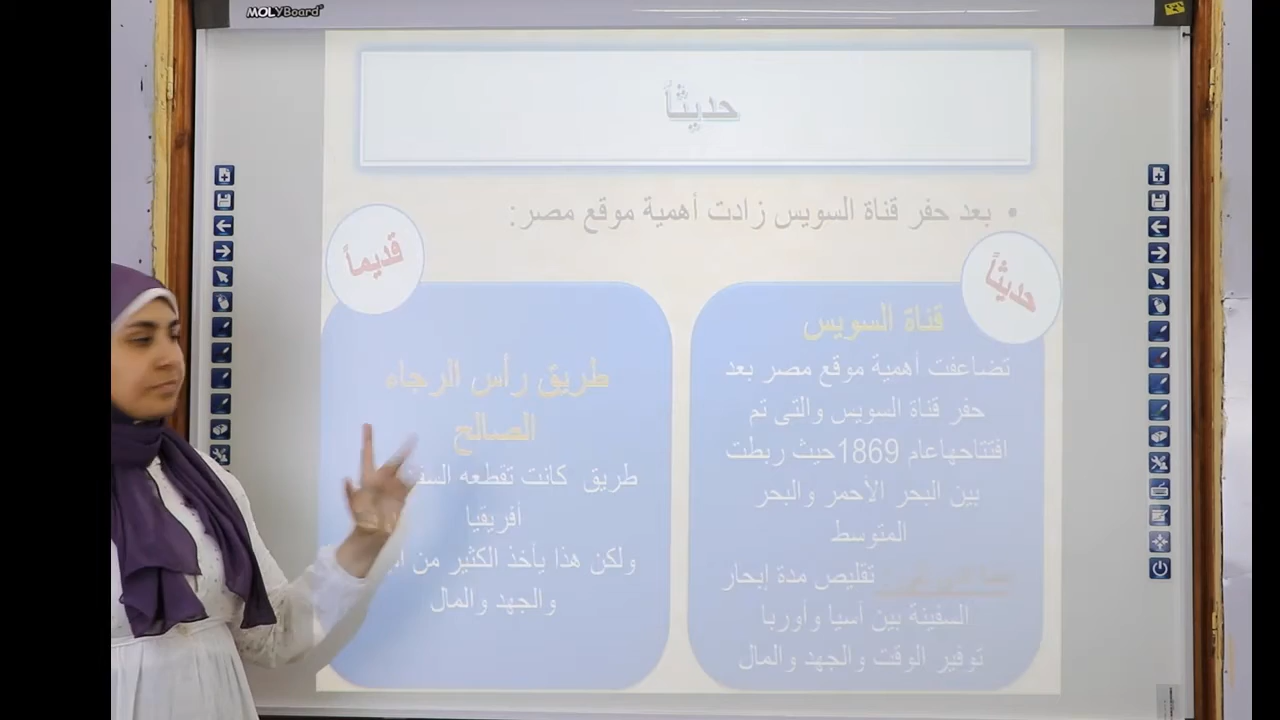 MOLYBoard
حديثاً
• بعد حفر قناة السويس زادت أهمية موقع مصر:
حديثاً
قناة السويس
تضاعفت أهمية موقع مصر بعد
حفر قناة السويس والتى تم
افتتاحهاعام 1869حيث ربطت
بين البحر الأحمر والبحر
المتوسط
تقليص مدة إبحار
السفينة بين آسيا وأوربا
توفير الوقت والجهد والمال
قديماً
طريق رأس الرجاء
الصالح
طريق كانت تقطعه
أفريقيا
ولكن هذا يأخذ الكثير من
والجهد والمال